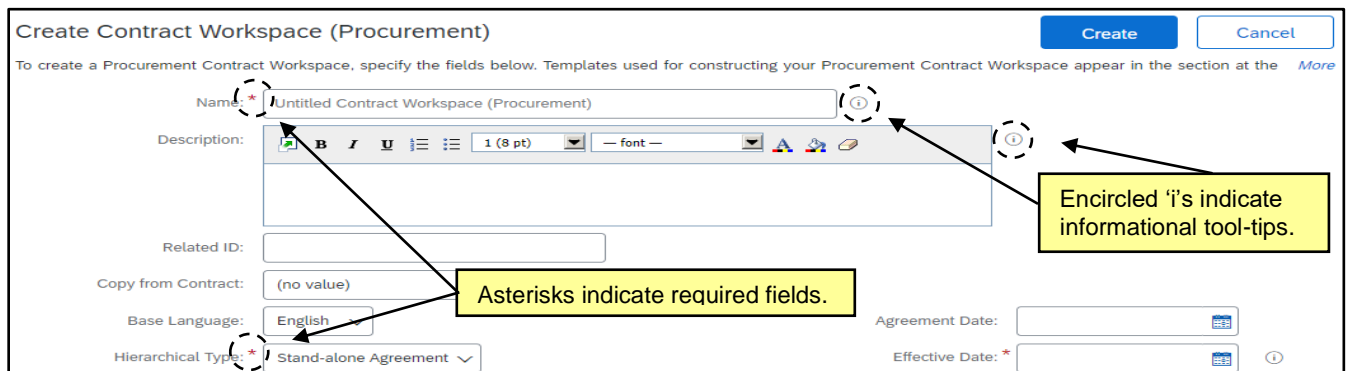 Create Contract Workspace (Procurement)
Create
Cancel
To create a Procurement Contract Workspace, specify the fields below. Templates used for constructing your Procurement Contract Workspace appear in the section at the More
Name: *
Untitled Contract Workspace (Procurement)
Description:
B I U 1 (8 pt) — font — A
Encircled ‘i’s indicate
informational tool-tips.
Related ID:
Copy from Contract: (no value)
Asterisks indicate required fields.
Base Language: English
Agreement Date:
Hierarchical Type: * Stand-alone Agreement
Effective Date: *